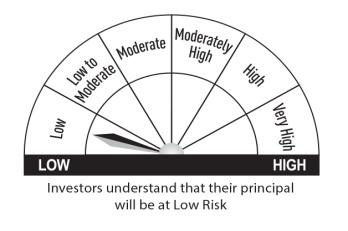 Low
Low to
Moderate
Moderate
Moderately
High
High
Very High
LOW
HIGH
Investors understand that their principal
will be at Low Risk